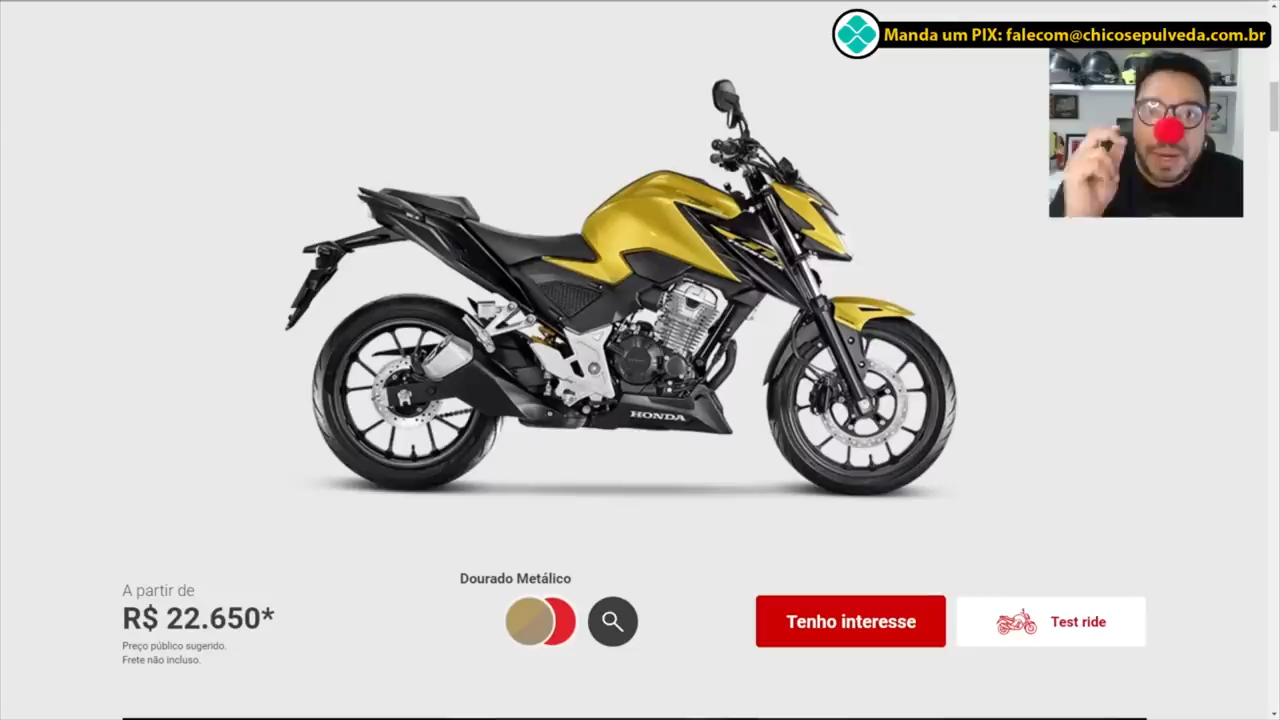 Manda um PIX: falecom@chicosepulveda.com.br
HONDA
A partir de
R$ 22.650*
Preço público sugerido.
Frete não incluso.
Dourado Metálico
Tenho interesse
Test ride